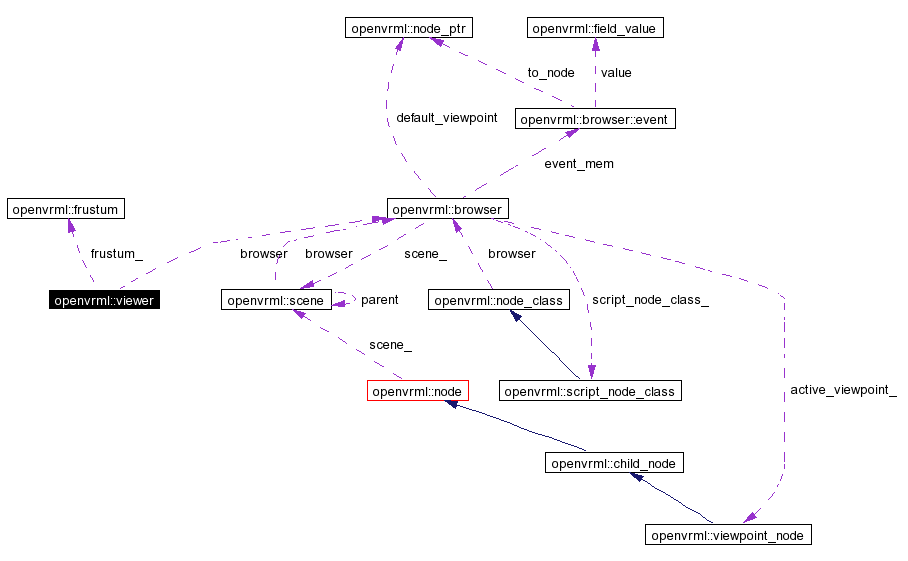 openvrml::node_ptr
openvrml::field_value
to_node
value
default_viewpoint
openvrml::browser::event
event_mem
openvrml::frustum
openvrml::browser
frustum_
browser
browser
scene_
browser
openvrml::viewer
openvrml::scene
parent
openvrml::node_class
script_node_class_
scene_
openvrml::node
openvrml::script_node_class
active_viewpoint_
openvrml::child_node
openvrml::viewpoint_node